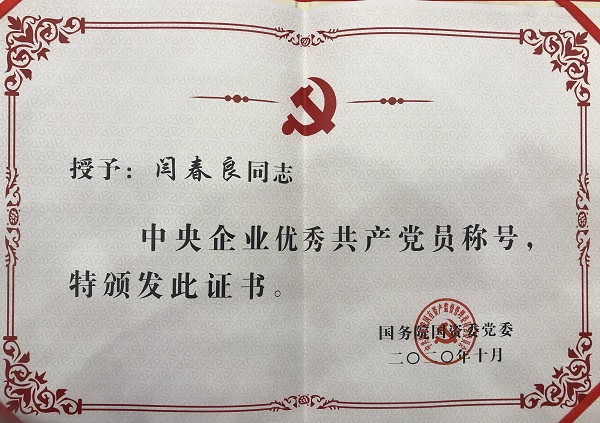 授予：闫春良同志
中央企业优秀共产党员称号，
特颁发此证书。
国务院国资委党委
二〇二〇年十月